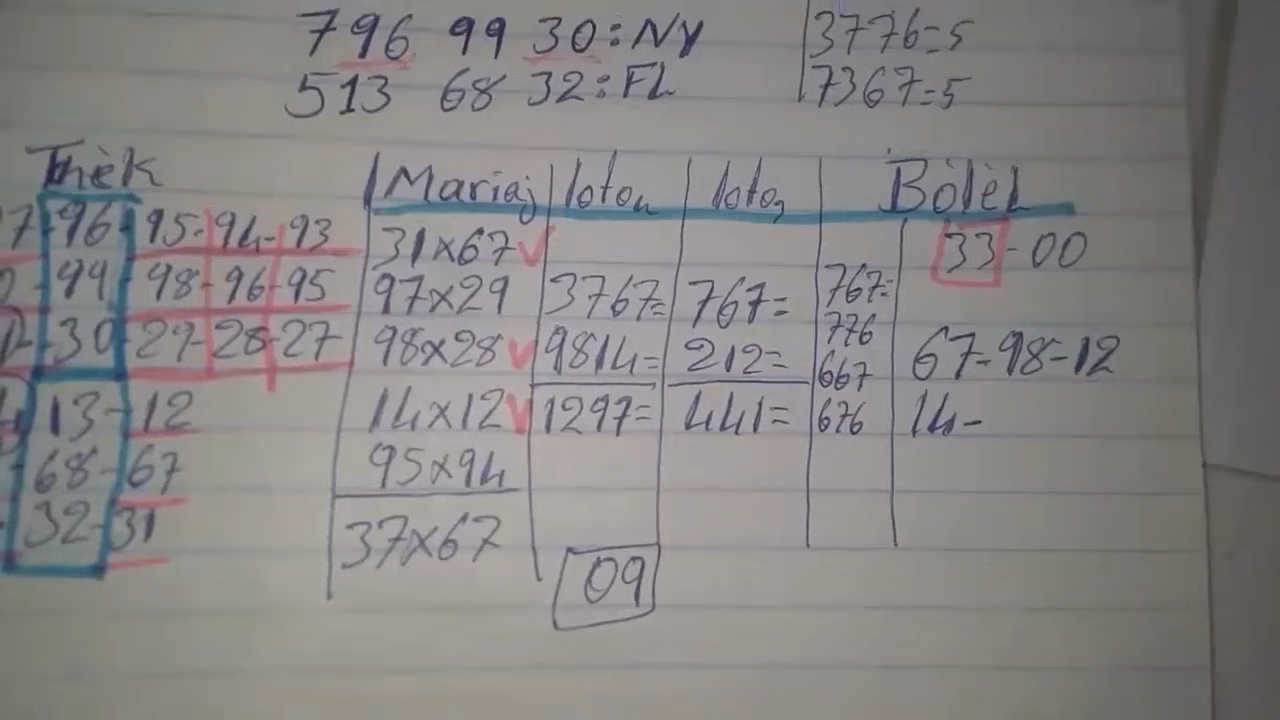 796 99 30:NY
513 68 32:FL
3776=5
7367=5
Thèk
7-96-95-94-93
99-98-96-95
30-29-28-27
13-12
68-67
32-31
Mariaj
31x67
97x29
98x28
14x12
95x94
37x67
loto4
3767=
9814=
1297=
09
loto3
767=
212=
441=
Bòlèt
767=
776
667
676
33-00
67-98-12
14-